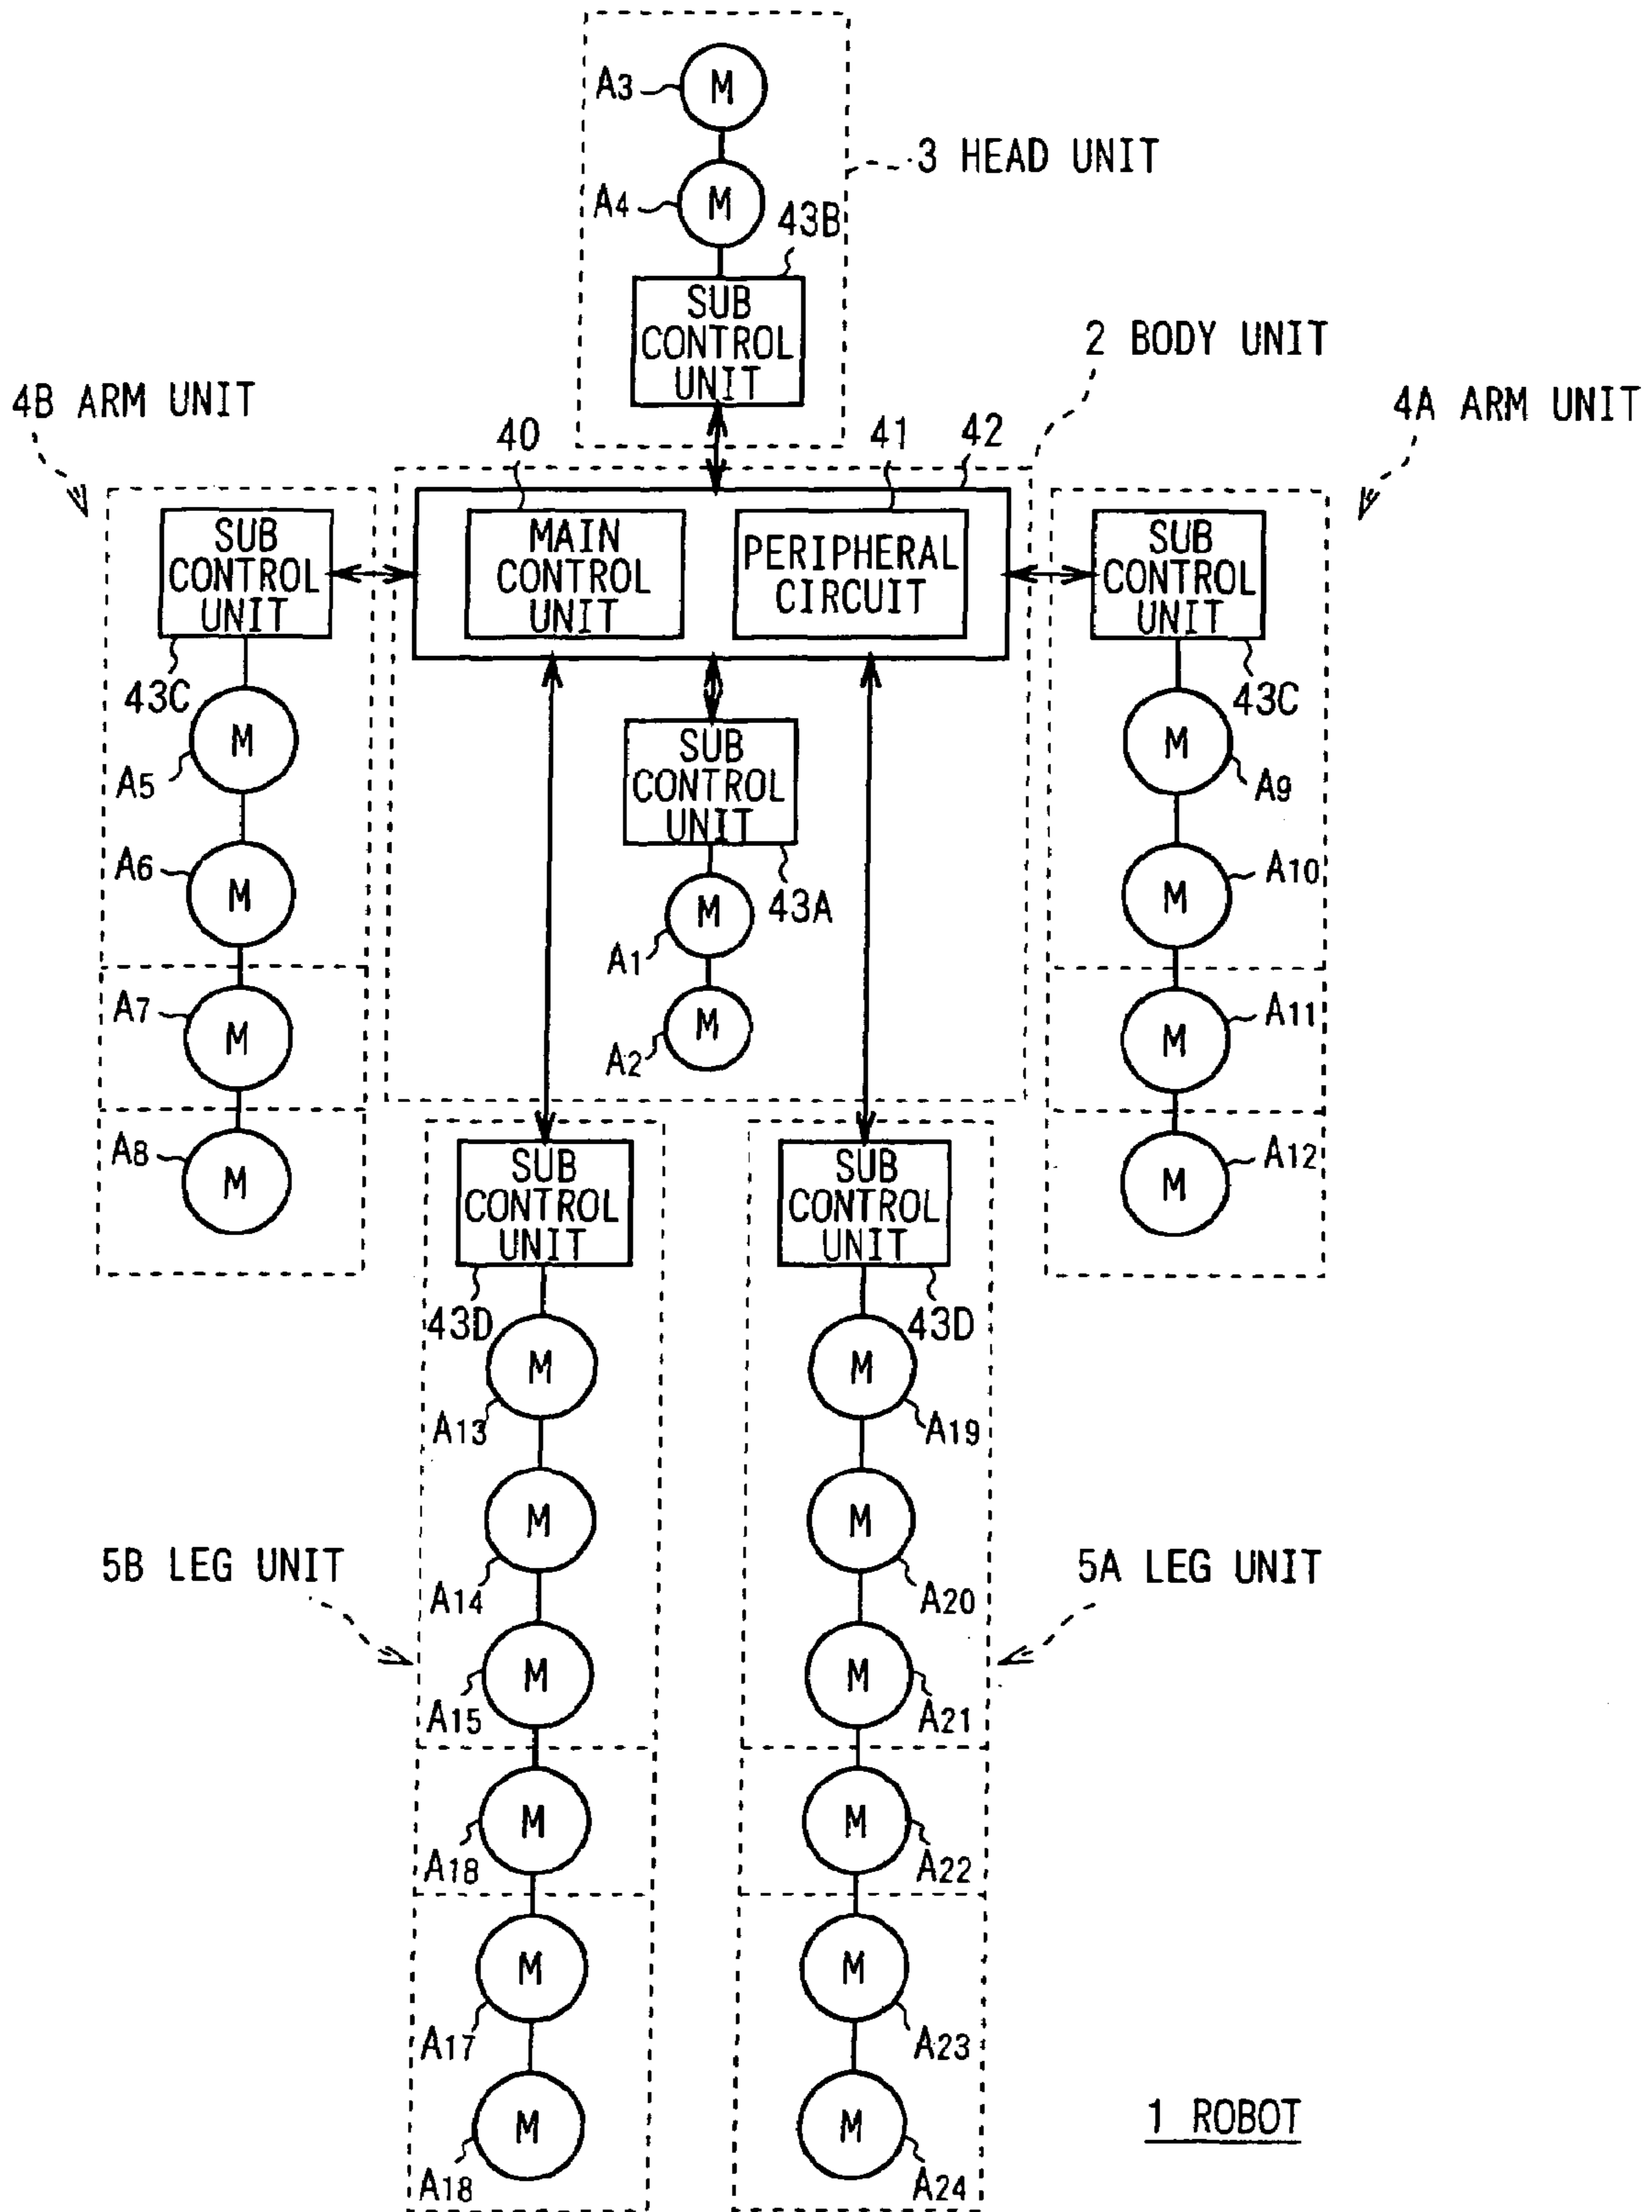 A3
M
3 HEAD UNIT
A4
M
43B
SUB
CONTROL
UNIT
2 BODY UNIT
4B ARM UNIT
4A ARM UNIT
40
41
42
SUB
CONTROL
UNIT
MAIN
CONTROL
UNIT
PERIPHERAL
CIRCUIT
SUB
CONTROL
UNIT
43C
43C
SUB
CONTROL
UNIT
M
A5
M
A9
A6
M
43A
M
A1
M
A10
M
A2
A7
M
M
A11
A8
M
M
A12
SUB
CONTROL
UNIT
SUB
CONTROL
UNIT
43D
43D
M
A13
M
A19
M
A14
M
A20
5B LEG UNIT
5A LEG UNIT
M
A15
M
A21
M
A18
M
A22
M
A17
M
A23
M
A18
M
A24
1 ROBOT